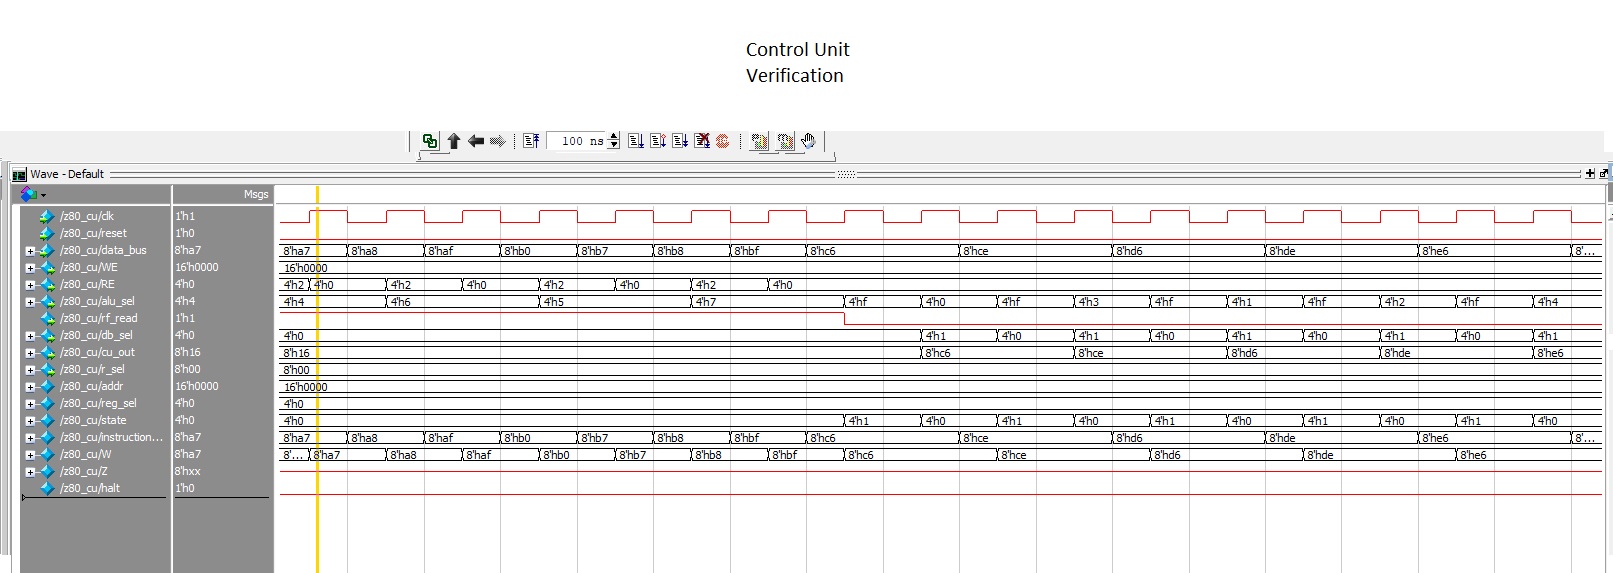 Control Unit
Verification
100 ns
Wave - Default
Msgs
/z80_cu/clk 1'h1
/z80_cu/reset 1'h0
/z80_cu/data_bus 8'ha7 8'ha7 8'ha8 8'haf 8'hb0 8'hb7 8'hb8 8'hbf 8'hc6 8'hce 8'hd6 8'hde 8'he6 8'...
/z80_cu/WE 16'h0000 16'h0000
/z80_cu/RE 4'h0 4'h2 4'h0 4'h2 4'h0 4'h2 4'h0 4'h2 4'h0
/z80_cu/alu_sel 4'h4 4'h4 4'h6 4'h5 4'h7 4'hf 4'h0 4'hf 4'h3 4'hf 4'h1 4'hf 4'h2 4'hf 4'h4
/z80_cu/rf_read 1'h1
/z80_cu/db_sel 4'h0 4'h0 4'h1 4'h0 4'h1 4'h0 4'h1 4'h0 4'h1 4'h0 4'h1
/z80_cu/cu_out 8'h16 8'h16 8'hc6 8'hce 8'hd6 8'hde 8'he6
/z80_cu/r_sel 8'h00 8'h00
/z80_cu/addr 16'h0000 16'h0000
/z80_cu/reg_sel 4'h0 4'h0
/z80_cu/state 4'h0 4'h0 4'h1 4'h0 4'h1 4'h0 4'h1 4'h0 4'h1 4'h0 4'h1 4'h0
/z80_cu/instruction... 8'ha7 8'ha7 8'ha8 8'haf 8'hb0 8'hb7 8'hb8 8'hbf 8'hc6 8'hce 8'hd6 8'hde 8'he6 8'...
/z80_cu/W 8'ha7 8'... 8'ha7 8'ha8 8'haf 8'hb0 8'hb7 8'hb8 8'hbf 8'hc6 8'hce 8'hd6 8'hde 8'he6
/z80_cu/Z 8'hxx
/z80_cu/halt 1'h0